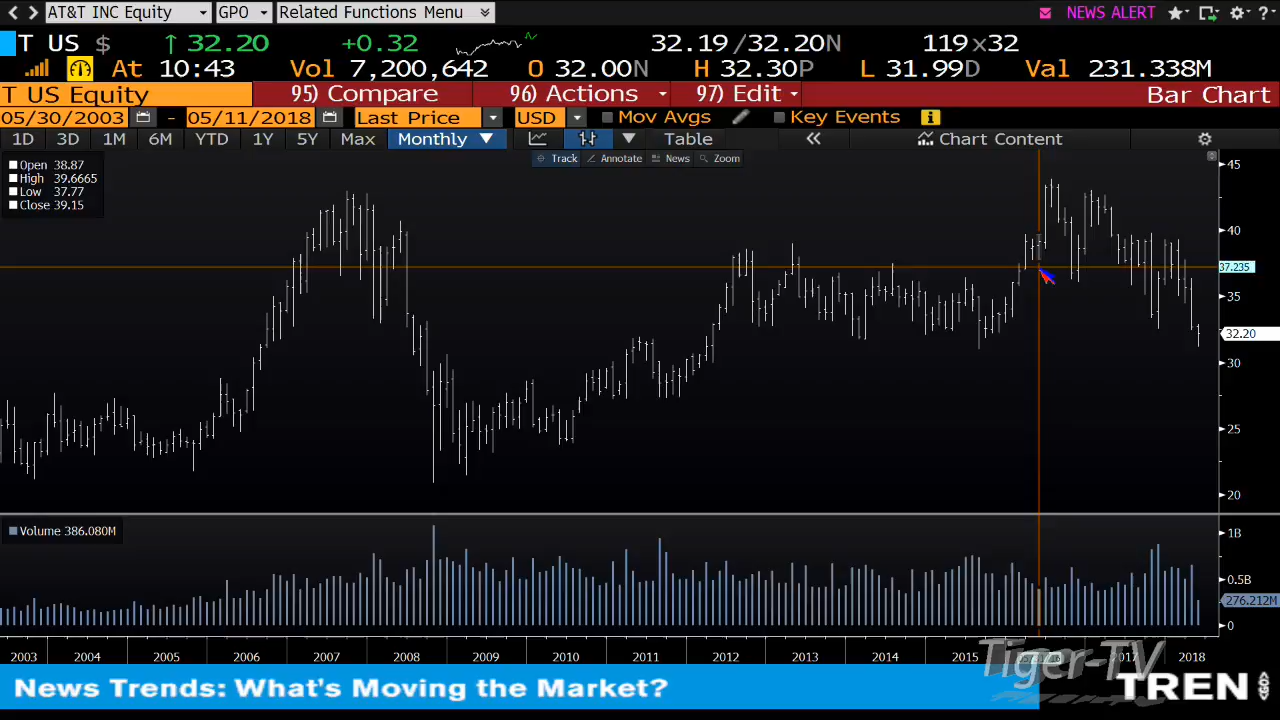 AT&T INC Equity GPO Related Functions Menu NEWS ALERT ?
T US $ ↑ 32.20 +0.32 32.19 /32.20N 119 x 32
At 10:43 Vol 7,200,642 O 32.00N H 32.30P L 31.99D Val 231.338M
T US Equity 95) Compare 96) Actions 97) Edit Bar Chart
05/30/2003 - 05/11/2018 Last Price USD Mov Avgs Key Events
1D 3D 1M 6M YTD 1Y 5Y Max Monthly ▼ Table « Chart Content
Track Annotate News Zoom
Open 38.87
High 39.6665
Low 37.77
Close 39.15
45
40
37.235
35
32.20
30
25
20
Volume 386.080M
1B
0.5B
276.212M
0
2003 2004 2005 2006 2007 2008 2009 2010 2011 2012 2013 2014 2015 2017 2018
Tiger-TV
News Trends: What's Moving the Market?
TREN